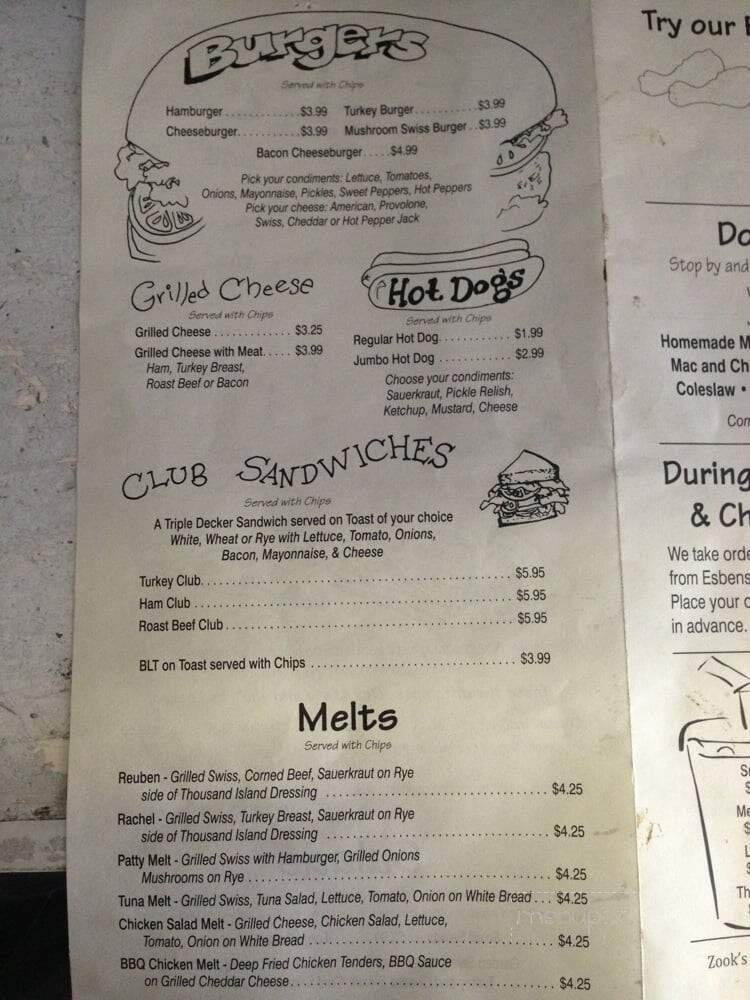 Burgers
Served with Chips
Hamburger . . . . . . . . . . . . . . $3.99 Turkey Burger . . . . . . . . . . . $3.99
Cheeseburger. . . . . . . . . . . . $3.99 Mushroom Swiss Burger . . $3.99
Bacon Cheeseburger. . . . . $4.99
Pick your condiments: Lettuce, Tomatoes,
Onions, Mayonnaise, Pickles, Sweet Peppers, Hot Peppers
Pick your cheese: American, Provolone,
Swiss, Cheddar or Hot Pepper Jack
Grilled Cheese
Served with Chips
Grilled Cheese . . . . . . . . . . . . $3.25
Grilled Cheese with Meat. . . . . $3.99
Ham, Turkey Breast,
Roast Beef or Bacon
Hot Dogs
Served with Chips
Regular Hot Dog. . . . . . . . . . . $1.99
Jumbo Hot Dog . . . . . . . . . . . $2.99
Choose your condiments:
Sauerkraut, Pickle Relish,
Ketchup, Mustard, Cheese
CLUB SANDWICHES
Served with Chips
A Triple Decker Sandwich served on Toast of your choice
White, Wheat or Rye with Lettuce, Tomato, Onions,
Bacon, Mayonnaise, & Cheese
Turkey Club. . . . . . . . . . . . . . . . . . . . . . . . . . . . . . . . $5.95
Ham Club . . . . . . . . . . . . . . . . . . . . . . . . . . . . . . . . . $5.95
Roast Beef Club . . . . . . . . . . . . . . . . . . . . . . . . . . . . . $5.95
BLT on Toast served with Chips . . . . . . . . . . . . . . . . . . . . . $3.99
Melts
Served with Chips
Reuben - Grilled Swiss, Corned Beef, Sauerkraut on Rye
side of Thousand Island Dressing . . . . . . . . . . . . . . . . . . . . . . . $4.25
Rachel - Grilled Swiss, Turkey Breast, Sauerkraut on Rye
side of Thousand Island Dressing . . . . . . . . . . . . . . . . . . . . . . . $4.25
Patty Melt - Grilled Swiss with Hamburger, Grilled Onions
Mushrooms on Rye . . . . . . . . . . . . . . . . . . . . . . . . . . . . . . . $4.25
Tuna Melt - Grilled Swiss, Tuna Salad, Lettuce, Tomato, Onion on White Bread . . . $4.25
Chicken Salad Melt - Grilled Cheese, Chicken Salad, Lettuce,
Tomato, Onion on White Bread . . . . . . . . . . . . . . . . . . . . . . . . . $4.25
BBQ Chicken Melt - Deep Fried Chicken Tenders, BBQ Sauce
on Grilled Cheddar Cheese. . . . . . . . . . . . . . . . . . . . . . . . . . . $4.25
Try our
Do
Stop by and
Homemade M
Mac and Ch
Coleslaw •
Con
During
& Ch
We take orde
from Esbens
Place your o
in advance.
Zook's